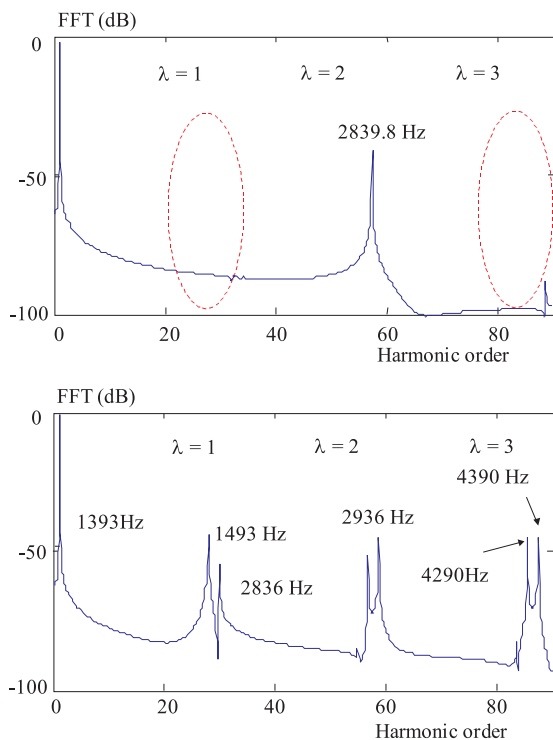 FFT (dB)
0
λ = 1
λ = 2
λ = 3
2839.8 Hz
-50
-100
0
20
40
60
80
Harmonic order
FFT (dB)
0
λ = 1
λ = 2
λ = 3
4390 Hz
1393Hz
1493 Hz
2936 Hz
-50
2836 Hz
4290Hz
-100
0
20
40
60
80
Harmonic order